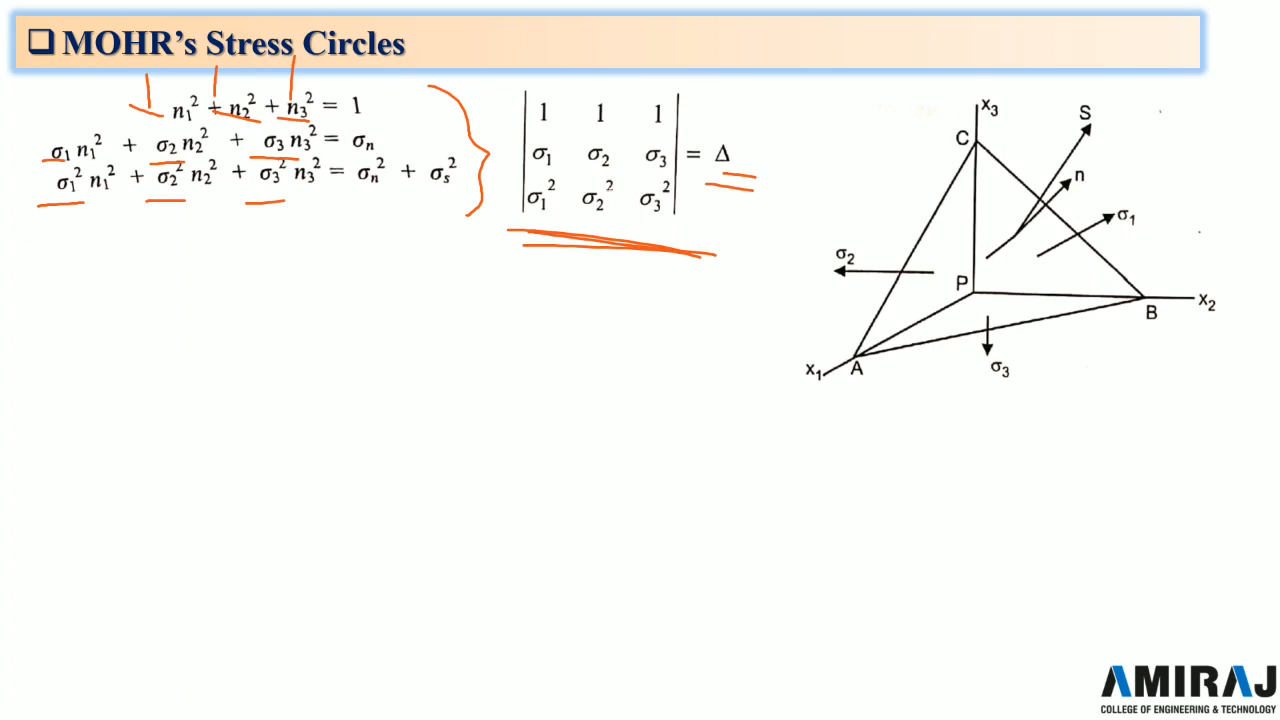 ❑ MOHR's Stress Circles
n₁² + n₂² + n₃² = 1
σ₁ n₁² + σ₂ n₂² + σ₃ n₃² = σₙ
σ₁² n₁² + σ₂² n₂² + σ₃² n₃² = σₙ² + σₛ²
| 1 1 1 |
| σ₁ σ₂ σ₃ | = Δ
| σ₁² σ₂² σ₃² |
x₃
S
C
n
σ₁
σ₂
P
x₂
B
x₁ A
σ₃
AMIRAJ
COLLEGE OF ENGINEERING & TECHNOLOGY